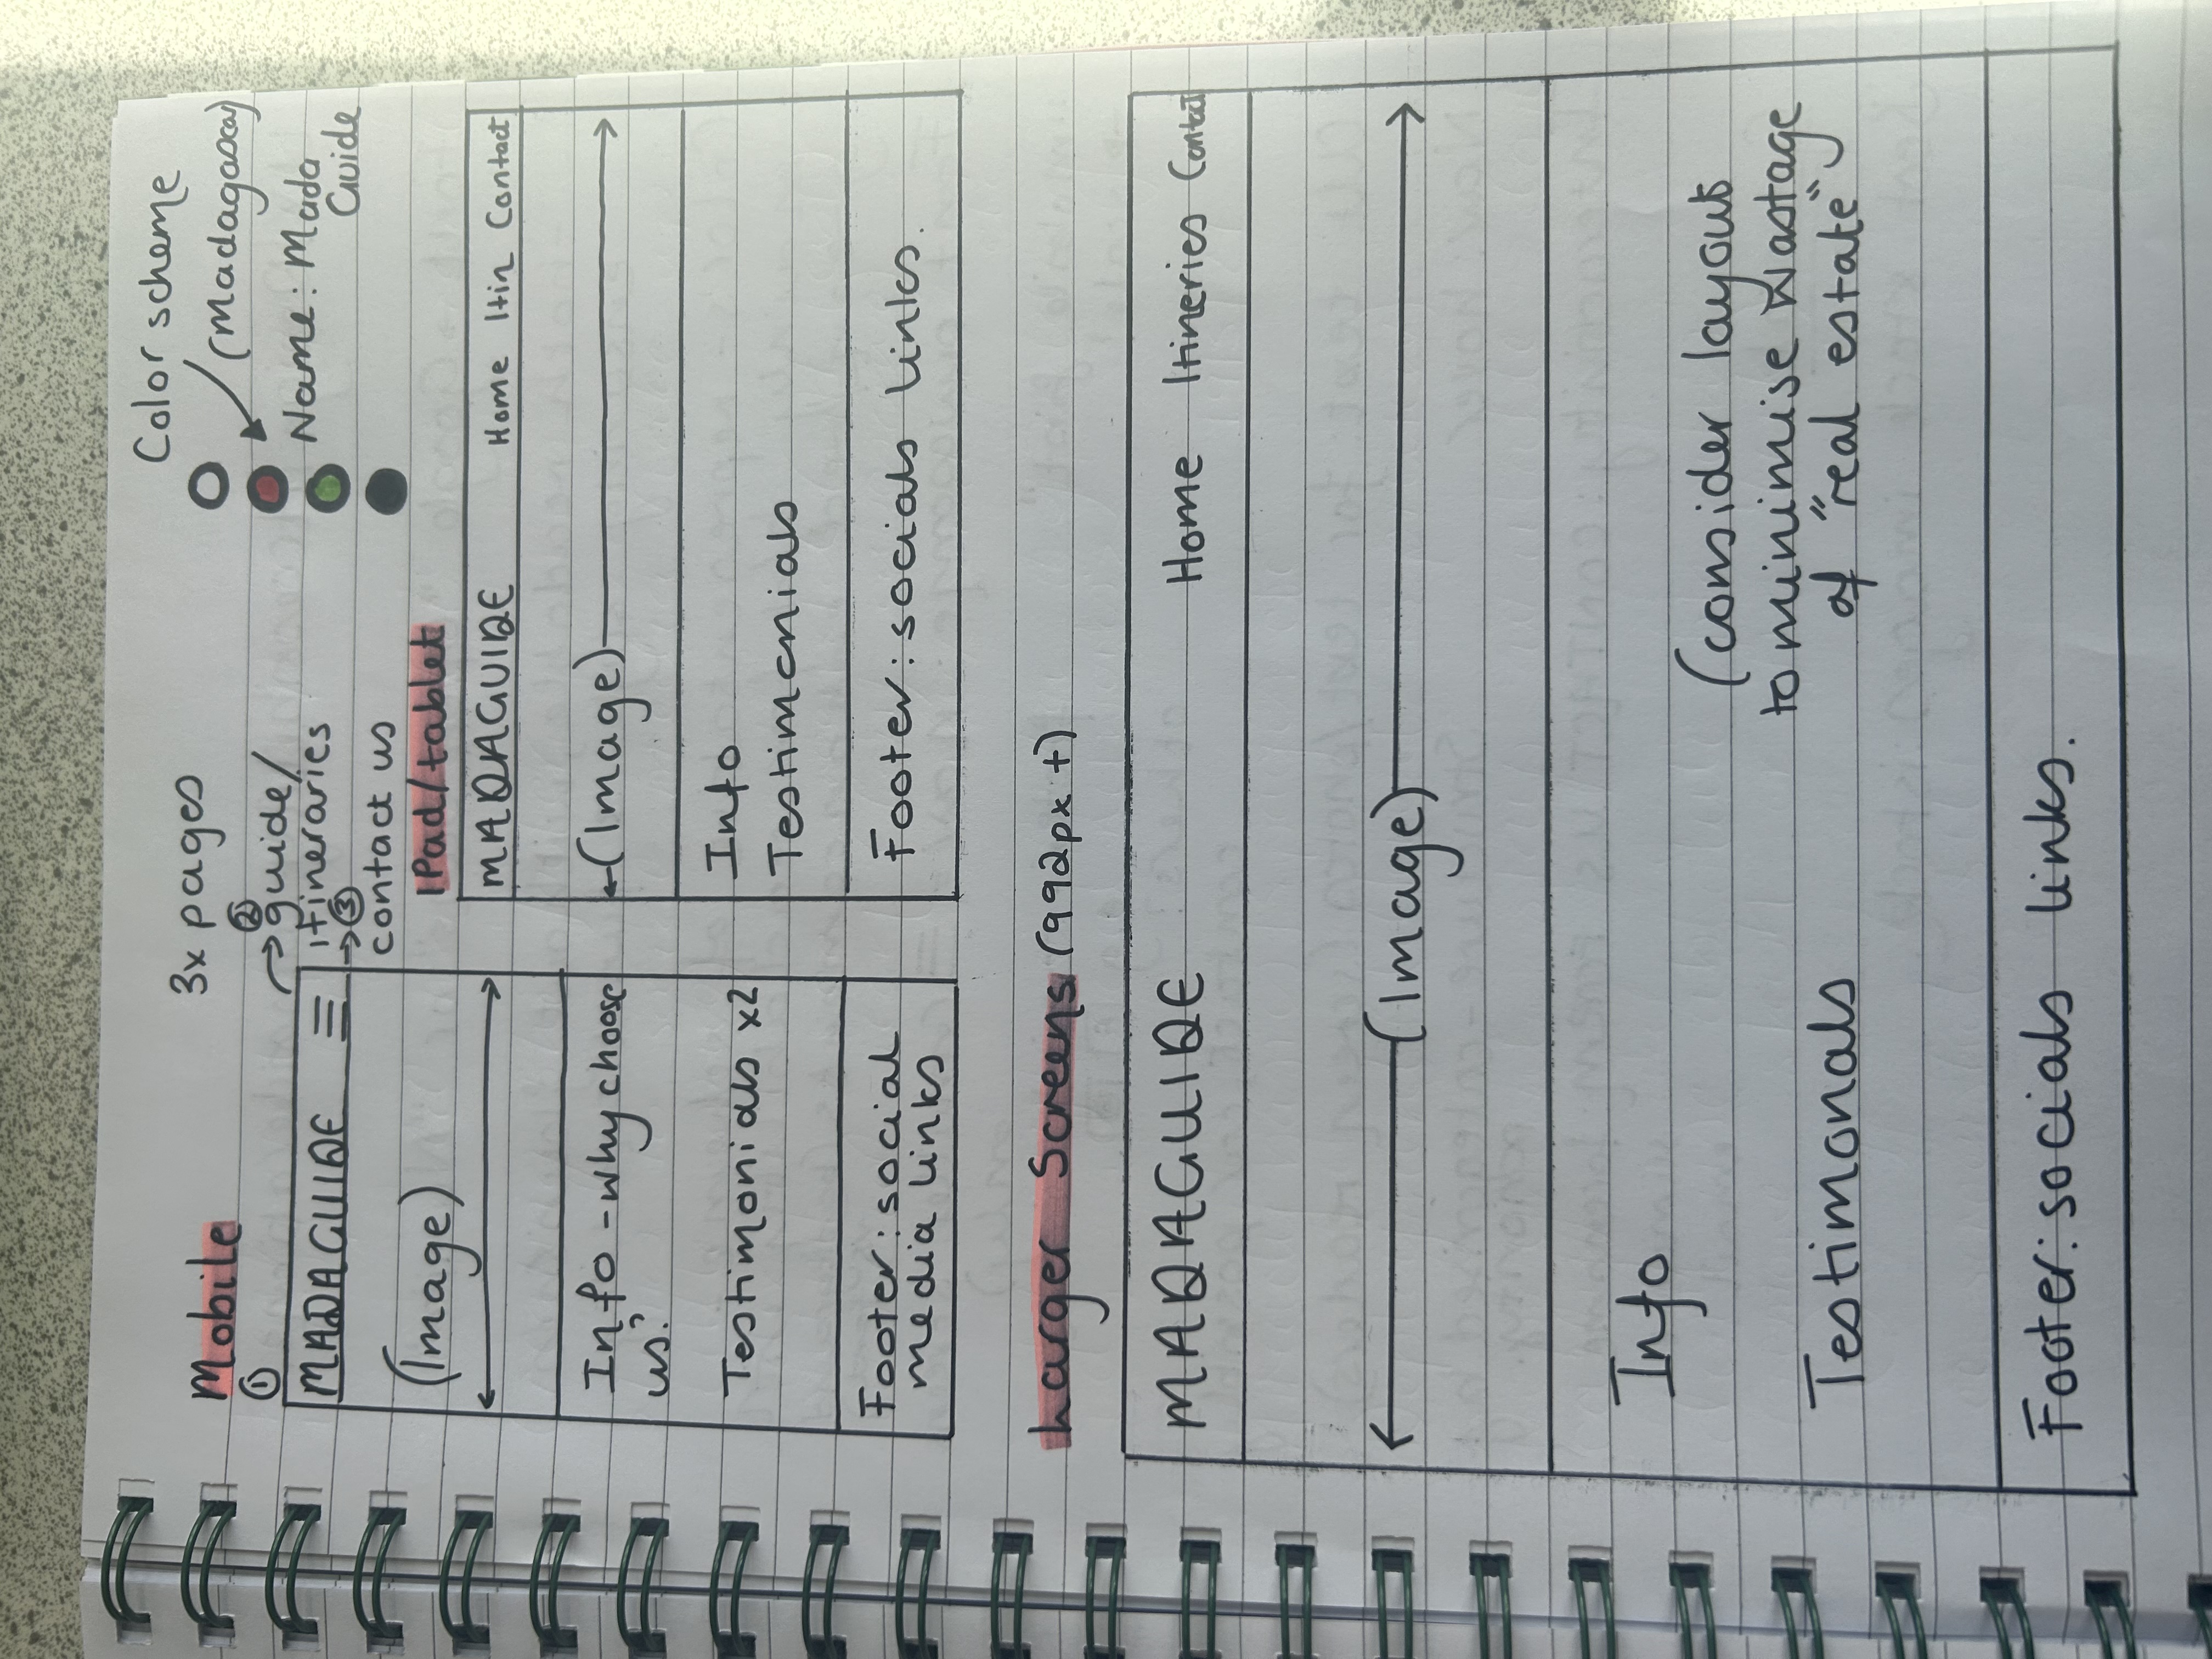 Color scheme
(Madagascar)
Name: Mada
Guide
3x pages
②
guide/
itineraries
③
contact us
Mobile
①
MADAGUIDE
(Image)
Info - why choose
us?
Testimonials x2
Footer: social
media links
iPad/tablet
MADAGUIDE Home Itin Contact
(Image)
Info
Testimonials
Footer: socials links.
Larger Screens (992px +)
MADAGUIDE Home Itineries Contact
(Image)
Info
(consider layout
to minimise wastage
of "real estate"
Testimonals
Footer: socials links.